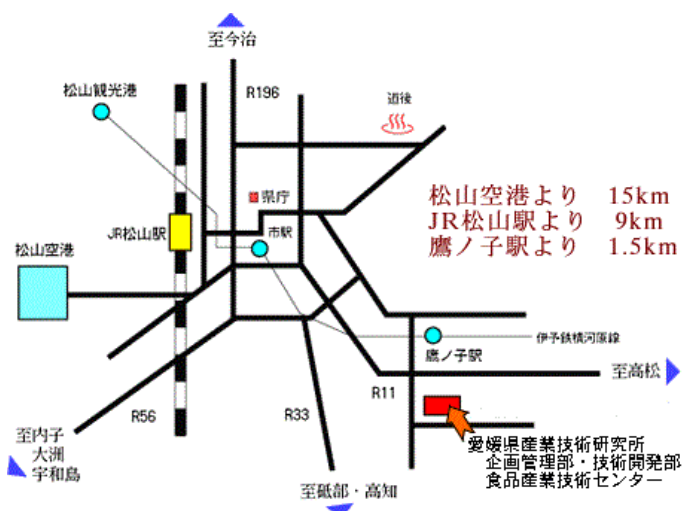 至今治
松山観光港
R196
道後
県庁
松山空港より 15km
JR松山駅より 9km
鷹ノ子駅より 1.5km
JR松山駅
市駅
松山空港
伊予鉄横河原線
鷹ノ子駅
至高松
R11
R56
R33
至内子
大洲
宇和島
愛媛県産業技術研究所
企画管理部・技術開発部
食品産業技術センター
至砥部・高知